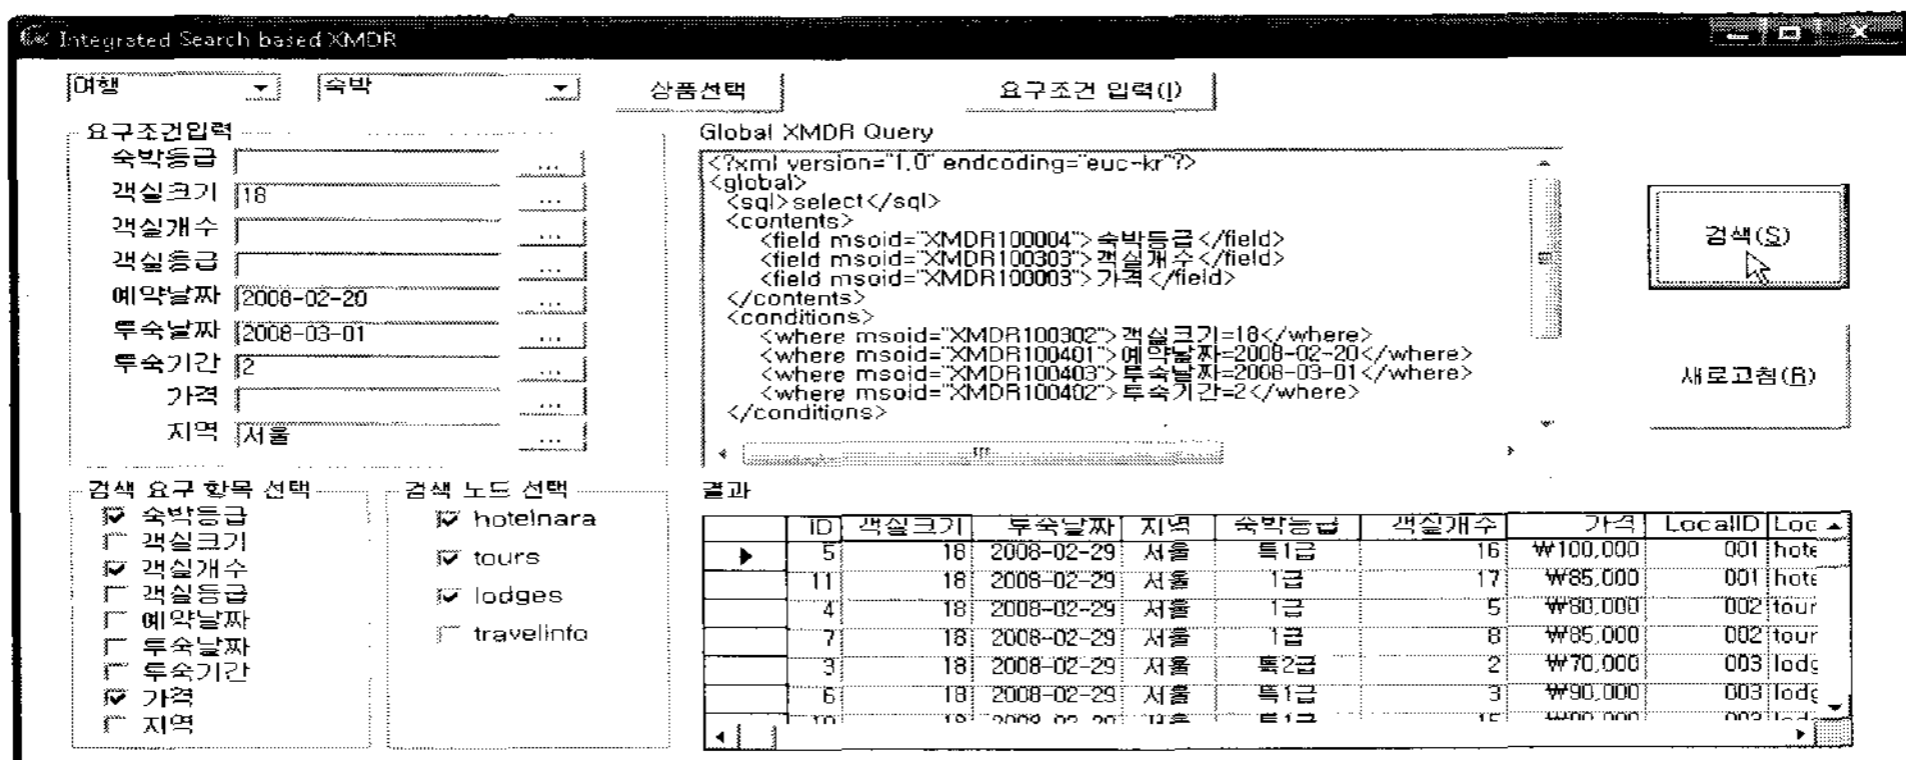 Integrated Search based XMDR
여행 숙박 상품선택 요구조건 입력(I)
요구조건입력
숙박등급 ...
객실크기 18 ...
객실개수 ...
객실등급 ...
예약날짜 2008-02-20 ...
투숙날짜 2008-03-01 ...
투숙기간 2 ...
가격 ...
지역 서울 ...
Global XMDR Query
<?xml version="1.0" endcoding="euc-kr"?>
<global>
<sql>select</sql>
<contents>
<field msoid="XMDR100004">숙박등급</field>
<field msoid="XMDR100303">객실개수</field>
<field msoid="XMDR100003">가격</field>
</contents>
<conditions>
<where msoid="XMDR100302">객실크기=18</where>
<where msoid="XMDR100401">예약날짜=2008-02-20</where>
<where msoid="XMDR100403">투숙날짜=2008-03-01</where>
<where msoid="XMDR100402">투숙기간=2</where>
</conditions>
검색(S)
새로고침(R)
검색 요구 항목 선택
숙박등급
객실크기
객실개수
객실등급
예약날짜
투숙날짜
투숙기간
가격
지역
검색 노드 선택
hotelnara
tours
lodges
travelinfo
결과
ID 객실크기 투숙날짜 지역 숙박등급 객실개수 가격 LocalID Loc
5 18 2008-02-29 서울 특1급 16 ₩100,000 001 hote
11 18 2008-02-29 서울 1급 17 ₩85,000 001 hote
4 18 2008-02-29 서울 1급 5 ₩80,000 002 tour
7 18 2008-02-29 서울 1급 8 ₩85,000 002 tour
3 18 2008-02-29 서울 특2급 2 ₩70,000 003 lodg
6 18 2008-02-29 서울 특1급 3 ₩90,000 003 lodg